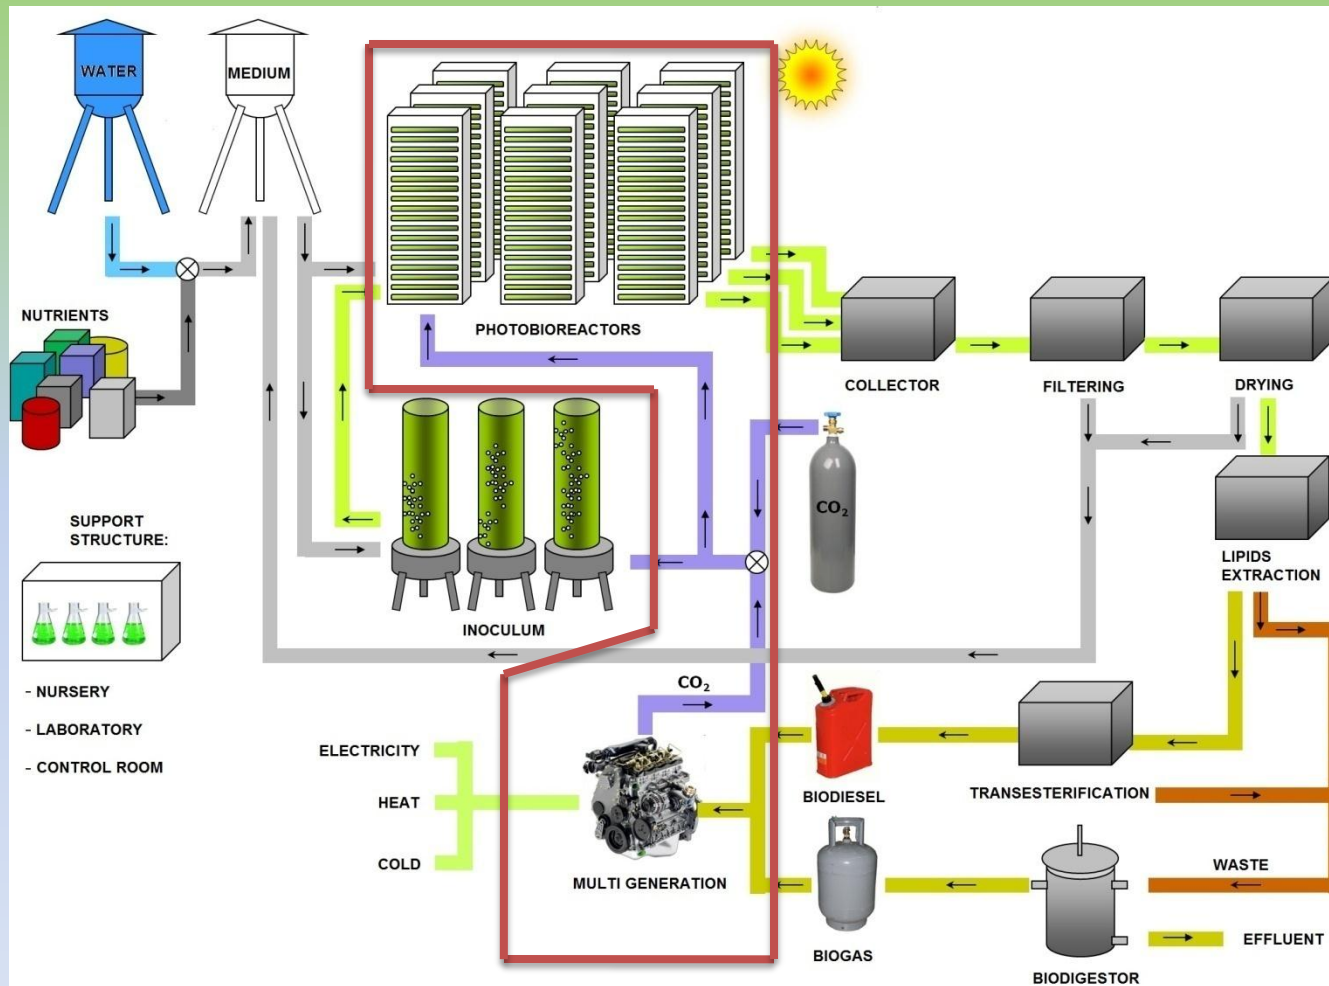 WATER
MEDIUM
NUTRIENTS
PHOTOBIOREACTORS
COLLECTOR
FILTERING
DRYING
CO₂
SUPPORT
STRUCTURE:
INOCULUM
LIPIDS
EXTRACTION
- NURSERY
- LABORATORY
- CONTROL ROOM
CO₂
ELECTRICITY
HEAT
COLD
MULTI GENERATION
BIODIESEL
TRANSESTERIFICATION
WASTE
BIOGAS
BIODIGESTOR
EFFLUENT